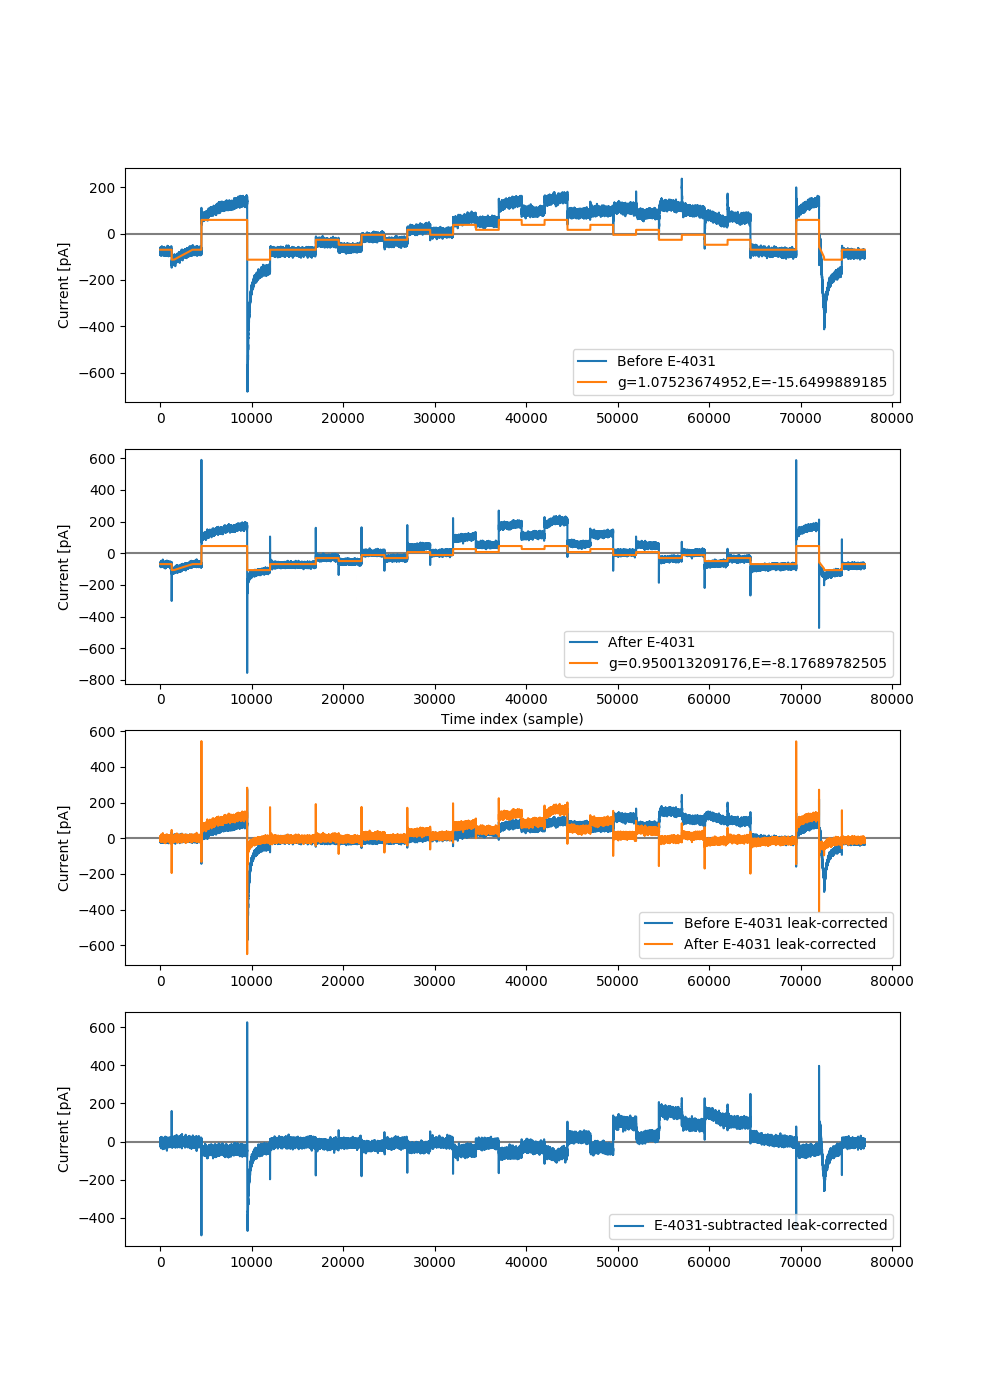 200
0
−200
−400
−600
Current [pA]
Before E-4031
g=1.07523674952,E=-15.6499889185
0 10000 20000 30000 40000 50000 60000 70000 80000
600
400
200
0
−200
−400
−600
−800
Current [pA]
After E-4031
g=0.950013209176,E=-8.17689782505
0 10000 20000 30000 40000 50000 60000 70000 80000
Time index (sample)
600
400
200
0
−200
−400
−600
Current [pA]
Before E-4031 leak-corrected
After E-4031 leak-corrected
0 10000 20000 30000 40000 50000 60000 70000 80000
600
400
200
0
−200
−400
Current [pA]
E-4031-subtracted leak-corrected
0 10000 20000 30000 40000 50000 60000 70000 80000